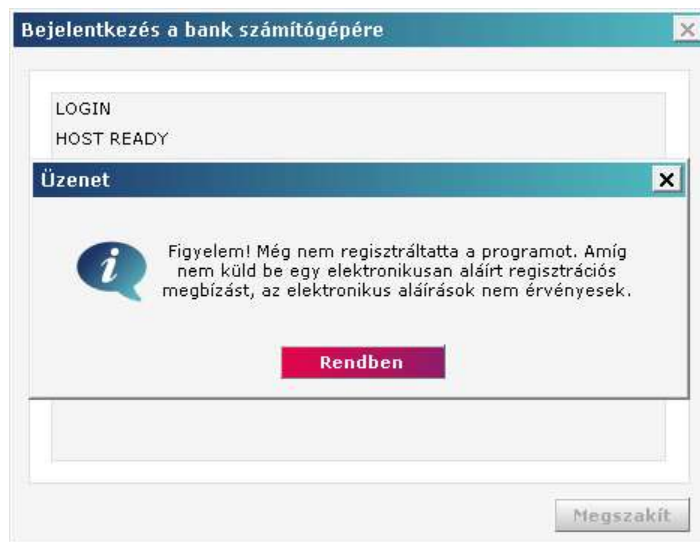 Bejelentkezés a bank számítógépére
LOGIN
HOST READY
Üzenet
Figyelem! Még nem regisztráltatta a programot. Amíg
nem küld be egy elektronikusan aláírt regisztrációs
megbízást, az elektronikus aláírások nem érvényesek.
Rendben
Megszakít